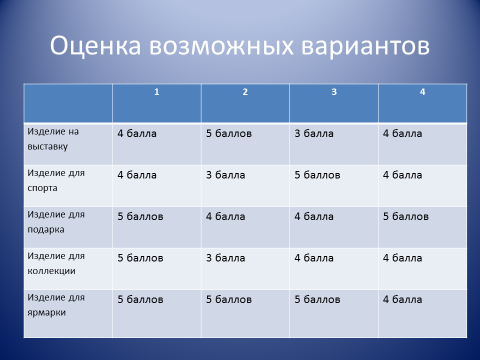 Оценка возможных вариантов
1 2 3 4
Изделие на 4 балла 5 баллов 3 балла 4 балла
выставку
Изделие для 4 балла 3 балла 5 баллов 4 балла
спорта
Изделие для 5 баллов 4 балла 4 балла 5 баллов
подарка
Изделие для 5 баллов 3 балла 4 балла 4 балла
коллекции
Изделие для 5 баллов 5 баллов 5 баллов 4 балла
ярмарки